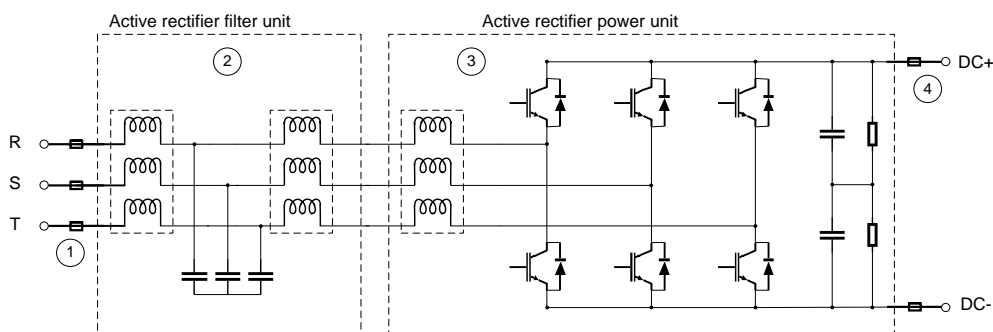 Active rectifier filter unit
Active rectifier power unit
2
3
DC+
4
R
S
T
1
DC-